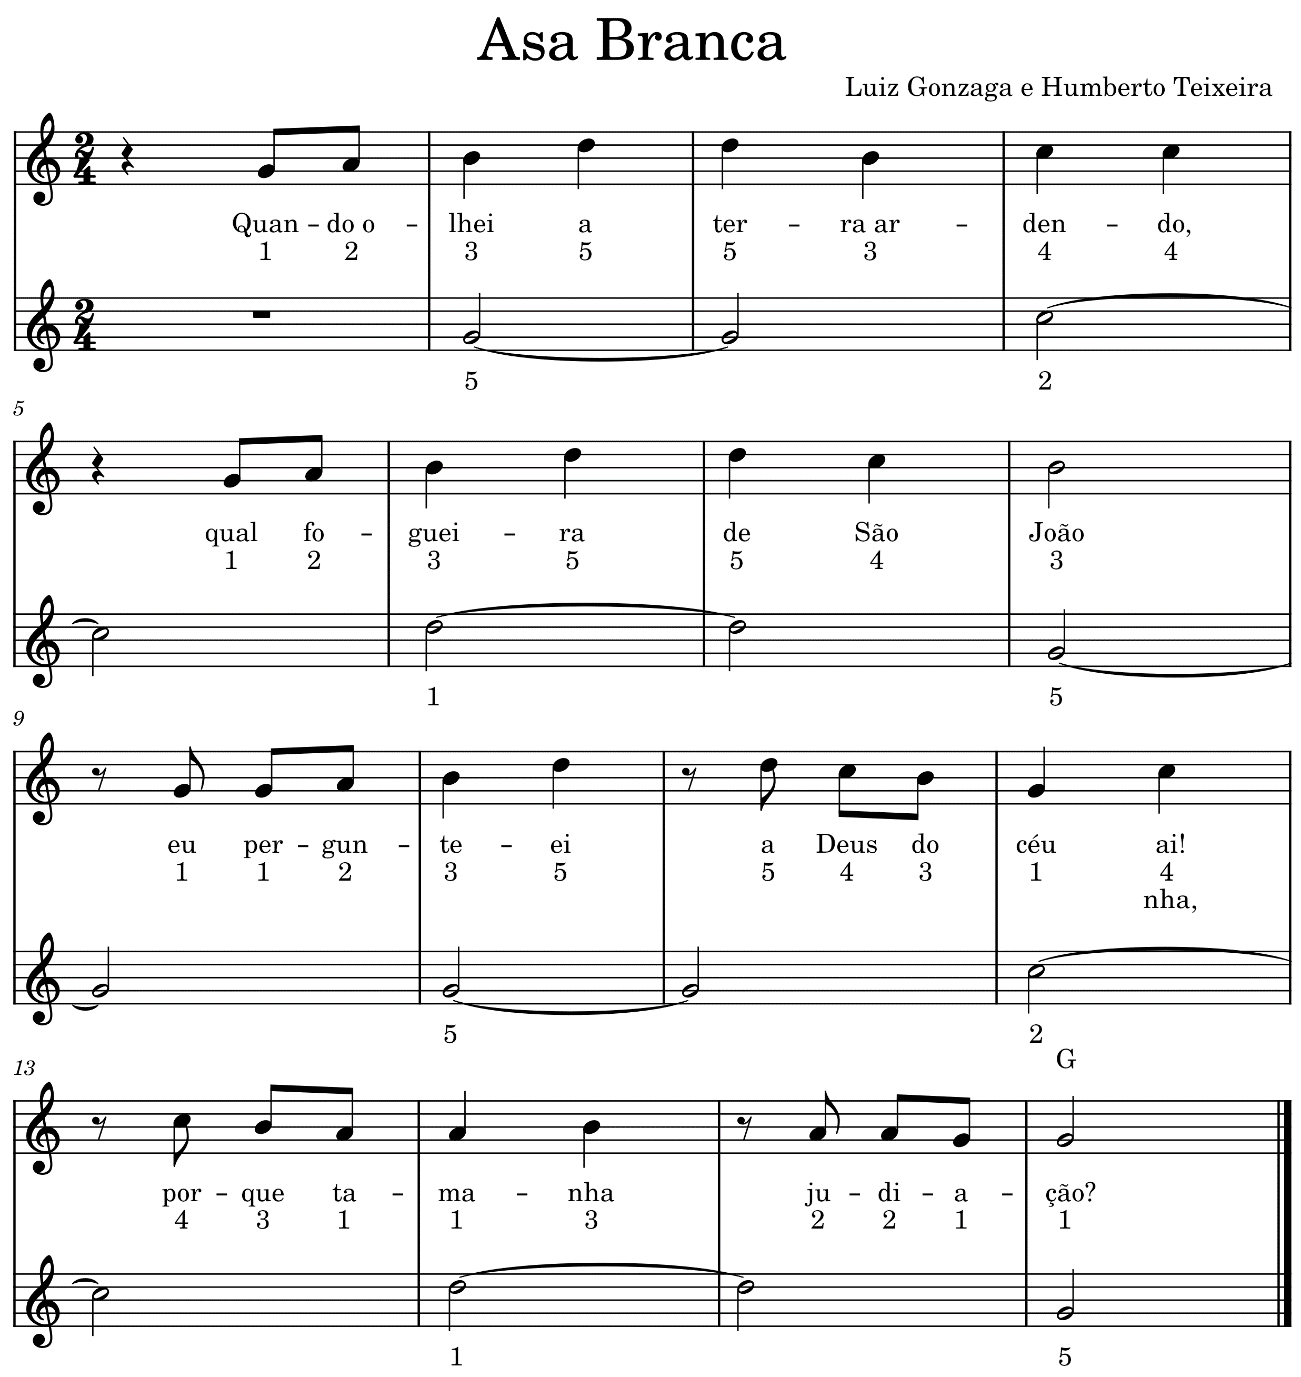 Asa Branca
Luiz Gonzaga e Humberto Teixeira
2 4
Quan – do o – lhei a ter – ra ar – den – do,
1 2 3 5 5 3 4 4
2 4
5 2
5
qual fo – guei – ra de São João
1 2 3 5 5 4 3
1 5
9
eu per – gun – te – ei a Deus do céu ai!
1 1 2 3 5 5 4 3 1 4
nha,
5 2
13 G
por – que ta – ma – nha ju – di – a – ção?
4 3 1 1 3 2 2 1 1
1 5